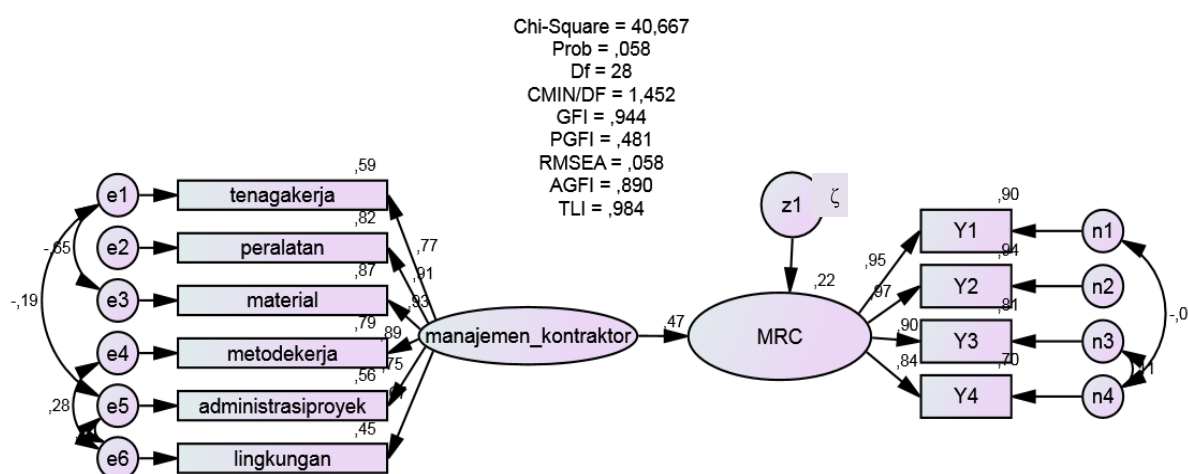 Chi-Square = 40,667
Prob = ,058
Df = 28
CMIN/DF = 1,452
GFI = ,944
PGFI = ,481
RMSEA = ,058
AGFI = ,890
TLI = ,984
,59
e1
tenagakerja
,82
e2
peralatan
-,65
,87
e3
material
-,19
,79
e4
metodekerja
,56
e5
administrasiproyek
,28
,45
e6
lingkungan
,77
,91
,93
,89
,75
manajemen_kontraktor
,47
z1
ζ
,22
MRC
,95
,97
,90
,84
,90
Y1
n1
,94
Y2
n2
,81
Y3
n3
,70
Y4
n4
-,0